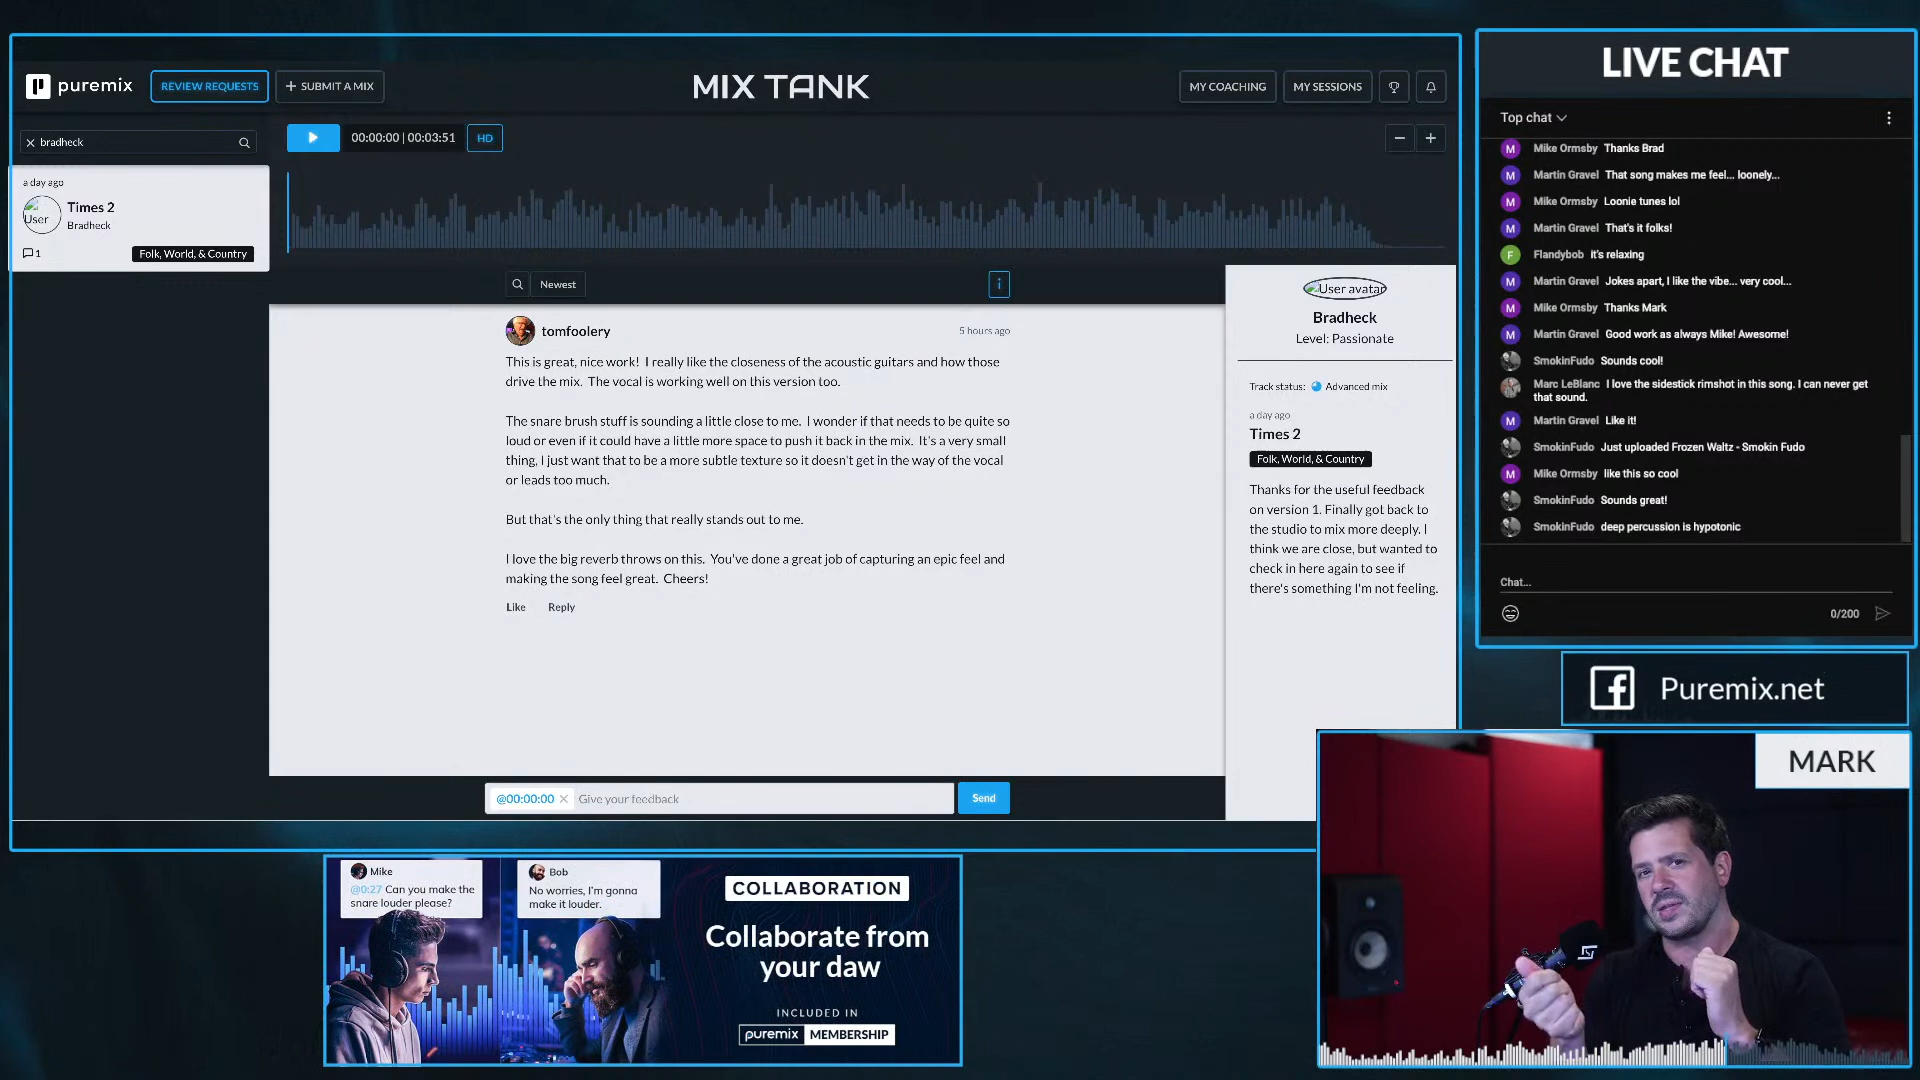 puremix
REVIEW REQUESTS
+ SUBMIT A MIX
MIX TANK
MY COACHING
MY SESSIONS
bradheck
00:00:00 | 00:03:51
HD
a day ago
User
Times 2
Bradheck
1
Folk, World, & Country
Newest
i
tomfoolery
5 hours ago
This is great, nice work!  I really like the closeness of the acoustic guitars and how those
drive the mix.  The vocal is working well on this version too.
The snare brush stuff is sounding a little close to me.  I wonder if that needs to be quite so
loud or even if it could have a little more space to push it back in the mix.  It's a very small
thing, I just want that to be a more subtle texture so it doesn't get in the way of the vocal
or leads too much.
But that's the only thing that really stands out to me.
I love the big reverb throws on this.  You've done a great job of capturing an epic feel and
making the song feel great.  Cheers!
Like
Reply
@00:00:00
Give your feedback
Send
User avatar
Bradheck
Level: Passionate
Track status: Advanced mix
a day ago
Times 2
Folk, World, & Country
Thanks for the useful feedback
on version 1. Finally got back to
the studio to mix more deeply. I
think we are close, but wanted to
check in here again to see if
there's something I'm not feeling.
LIVE CHAT
Top chat
M Mike Ormsby Thanks Brad
M Martin Gravel That song makes me feel... loonely...
M Mike Ormsby Loonie tunes lol
M Martin Gravel That's it folks!
F Flandybob it's relaxing
M Martin Gravel Jokes apart, I like the vibe... very cool...
M Mike Ormsby Thanks Mark
M Martin Gravel Good work as always Mike! Awesome!
SmokinFudo Sounds cool!
Marc LeBlanc I love the sidestick rimshot in this song. I can never get
that sound.
M Martin Gravel Like it!
SmokinFudo Just uploaded Frozen Waltz - Smokin Fudo
M Mike Ormsby like this so cool
SmokinFudo Sounds great!
SmokinFudo deep percussion is hypotonic
Chat...
0/200
Puremix.net
MARK
Mike
@0:27 Can you make the
snare louder please?
Bob
No worries, I'm gonna
make it louder.
COLLABORATION
Collaborate from
your daw
INCLUDED IN
puremix MEMBERSHIP